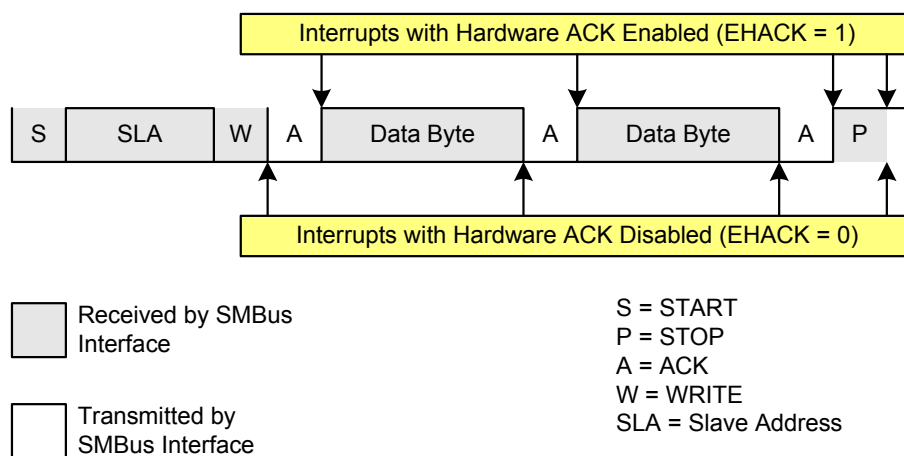 Interrupts with Hardware ACK Enabled (EHACK = 1)
S SLA W A Data Byte A Data Byte A P
Interrupts with Hardware ACK Disabled (EHACK = 0)
Received by SMBus
Interface
Transmitted by
SMBus Interface
S = START
P = STOP
A = ACK
W = WRITE
SLA = Slave Address